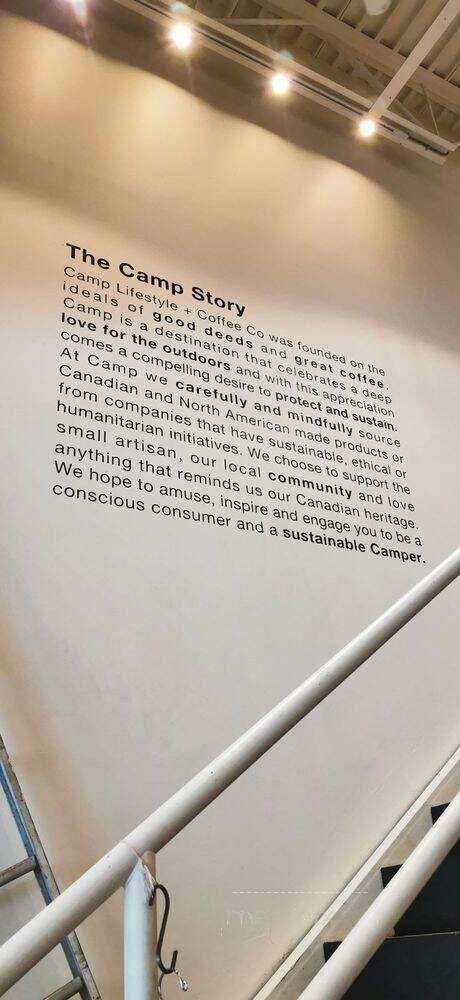 The Camp Story
Camp Lifestyle + Coffee Co was founded on the
ideals of good deeds and great coffee.
Camp is a destination that celebrates a deep
love for the outdoors and with this appreciation
comes a compelling desire to protect and sustain.
At Camp we carefully and mindfully source
Canadian and North American made products or
from companies that have sustainable, ethical or
humanitarian initiatives. We choose to support the
small artisan, our local community and love
anything that reminds us our Canadian heritage.
We hope to amuse, inspire and engage you to be a
conscious consumer and a sustainable Camper.